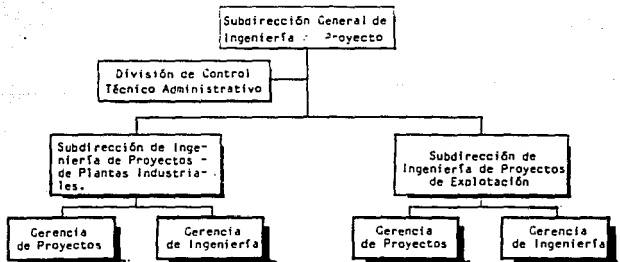 Subdirección General de
Ingeniería Proyecto
División de Control
Técnico Administrativo
Subdirección de Inge-
niería de Proyectos -
de Plantas Industria-
les.
Subdirección de
Ingeniería de Proyectos
de Explotación
Gerencia
de Proyectos
Gerencia
de Ingeniería
Gerencia
de Proyectos
Gerencia
de Ingeniería